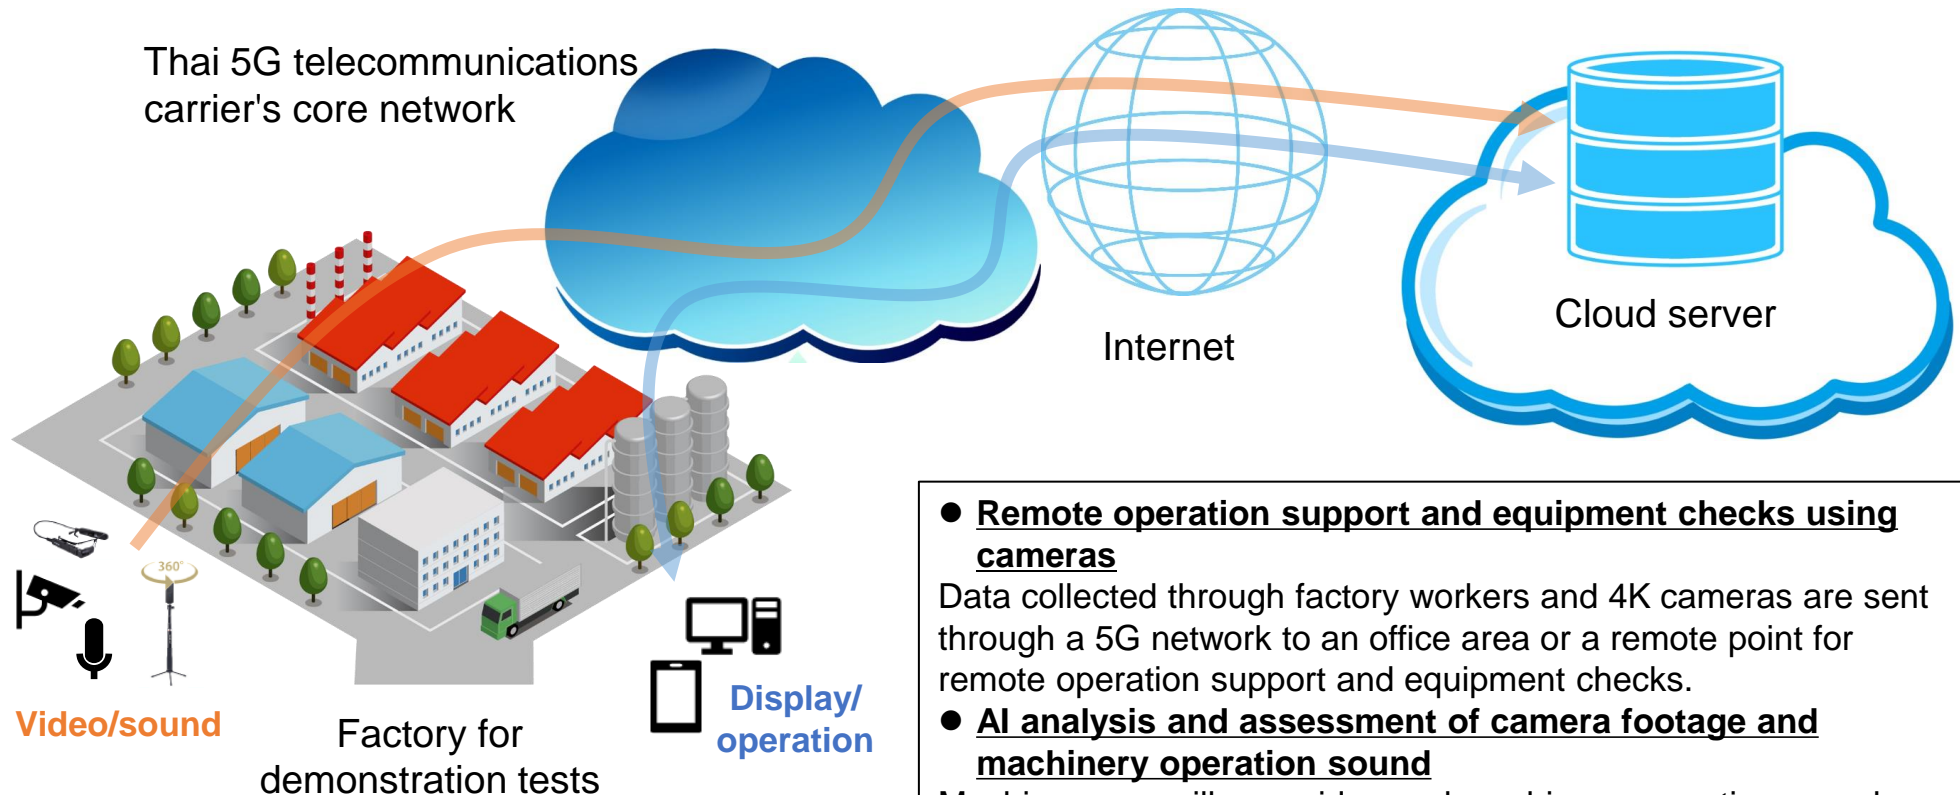 Thai 5G telecommunications
carrier's core network
Internet
Cloud server
360°
Video/sound
Factory for
demonstration tests
Display/
operation
● Remote operation support and equipment checks using
cameras
Data collected through factory workers and 4K cameras are sent
through a 5G network to an office area or a remote point for
remote operation support and equipment checks.
● AI analysis and assessment of camera footage and
machinery operation sound